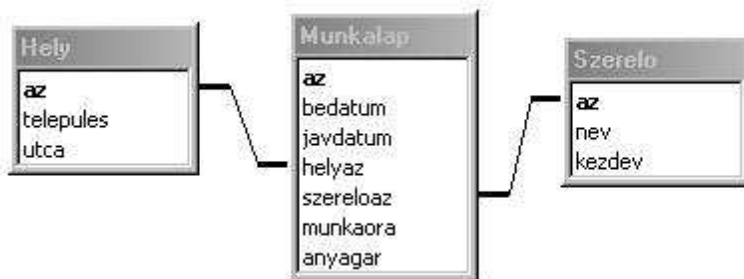 Hely
az
telepules
utca
Munkalap
az
bedatum
javdatum
helyaz
szereloaz
munkaora
anyagar
Szerelo
az
nev
kezdev